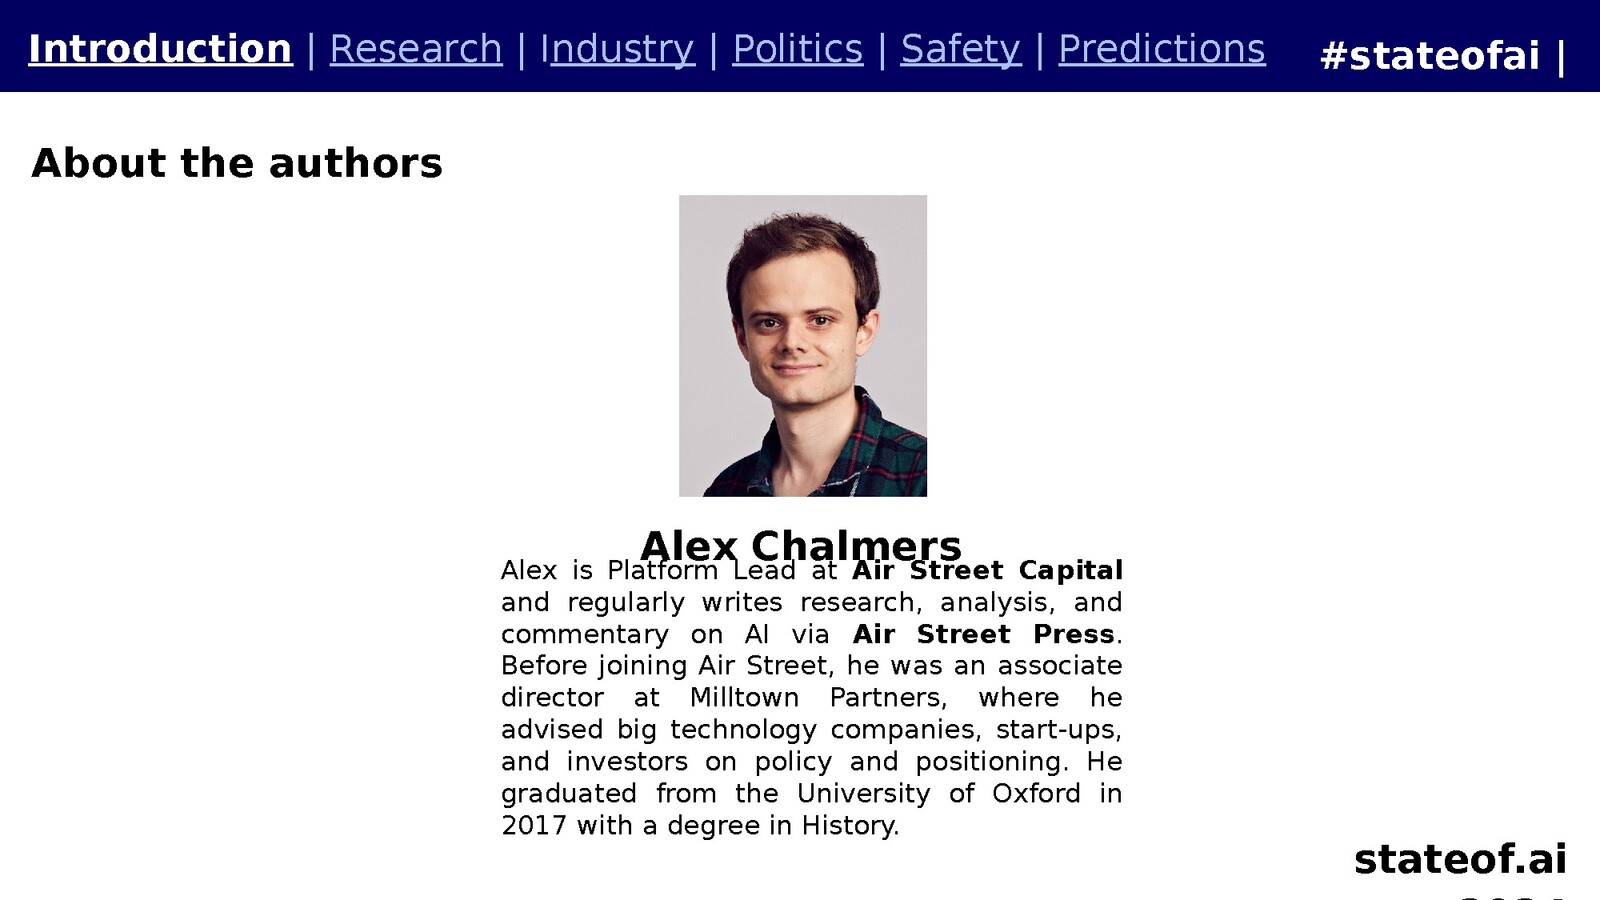 Introduction | Research | Industry | Politics | Safety | Predictions
#stateofai |
About the authors
Alex Chalmers
Alex is Platform Lead at Air Street Capital
and regularly writes research, analysis, and
commentary on AI via Air Street Press.
Before joining Air Street, he was an associate
director at Milltown Partners, where he
advised big technology companies, start-ups,
and investors on policy and positioning. He
graduated from the University of Oxford in
2017 with a degree in History.
stateof.ai